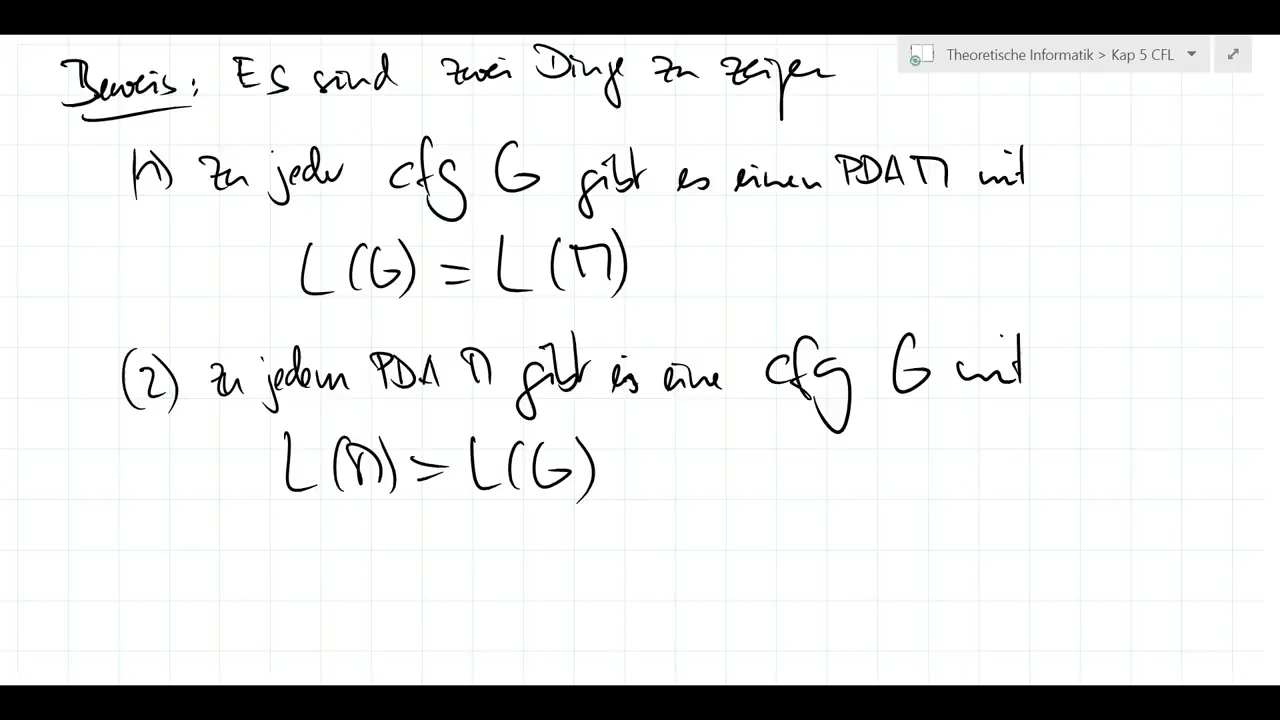 Theoretische Informatik > Kap 5 CFL
Beweis: Es sind zwei Dinge zu zeigen
(1) zu jeder cfg G gibt es einen PDA Π mit
L(G) = L(Π)
(2) zu jedem PDA Π gibt es eine cfg G mit
L(Π) = L(G)